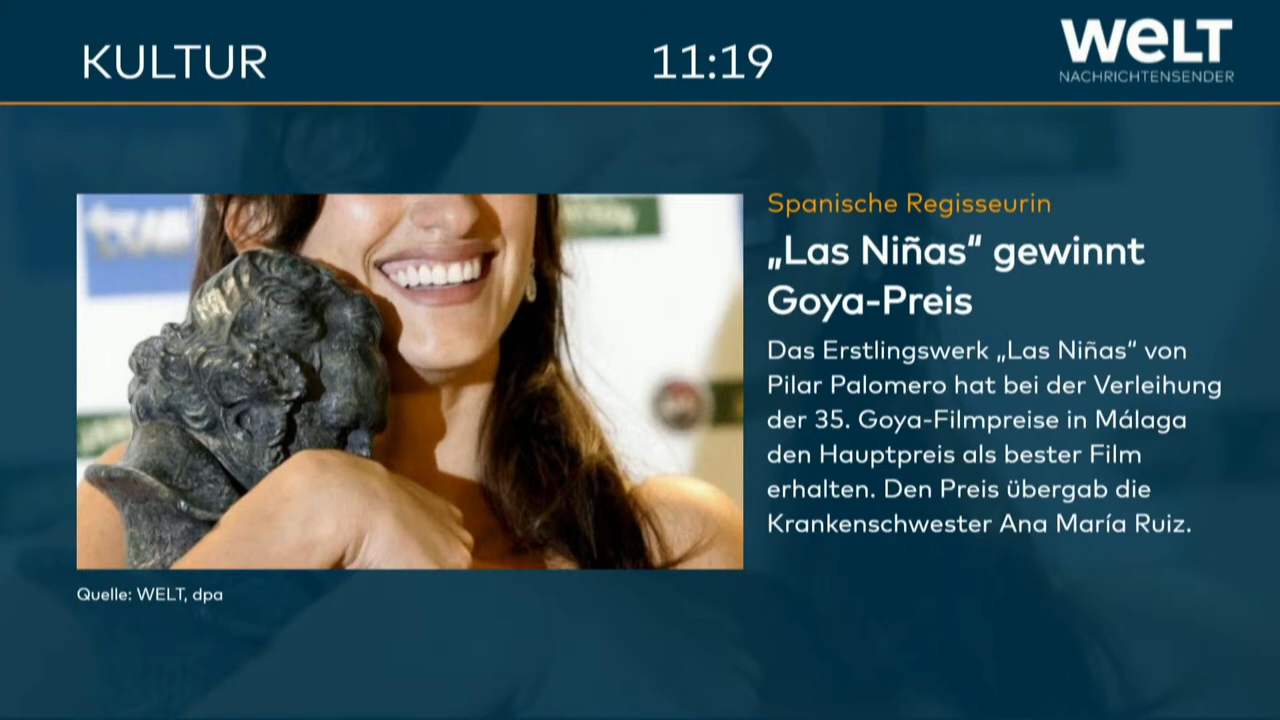 KULTUR
11:19
WELT
NACHRICHTENSENDER
Spanische Regisseurin
„Las Niñas“ gewinnt
Goya-Preis
Das Erstlingswerk „Las Niñas“ von
Pilar Palomero hat bei der Verleihung
der 35. Goya-Filmpreise in Málaga
den Hauptpreis als bester Film
erhalten. Den Preis übergab die
Krankenschwester Ana María Ruiz.
Quelle: WELT, dpa